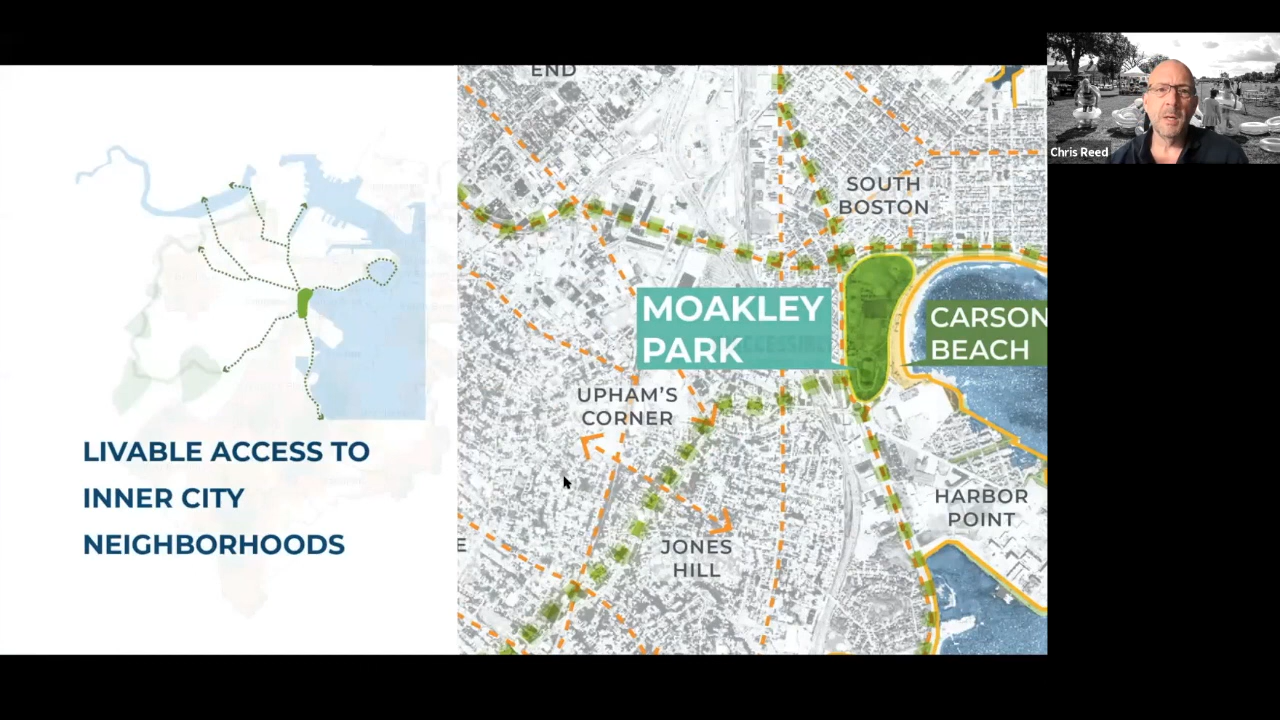 END
SOUTH
BOSTON
MOAKLEY
PARK
CARSON
BEACH
UPHAM'S
CORNER
HARBOR
POINT
JONES
HILL
E
LIVABLE ACCESS TO
INNER CITY
NEIGHBORHOODS
Chris Reed